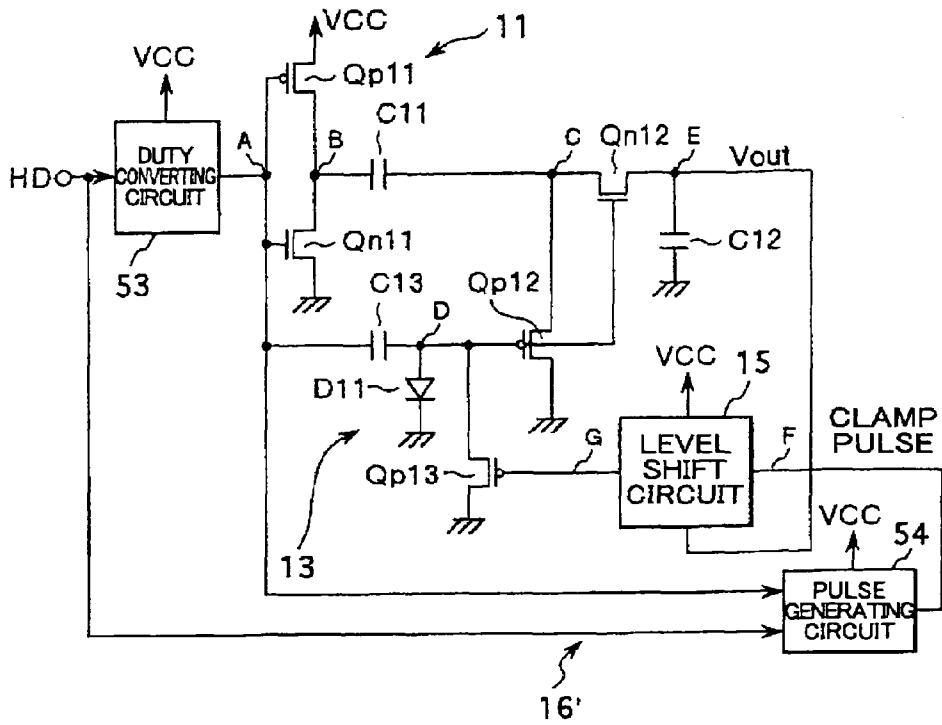 VCC
11
VCC
Qp11
C11
A
B
C
Qn12
E
Vout
HD
DUTY
CONVERTING
CIRCUIT
Qn11
C12
53
C13
Qp12
D
VCC
15
D11
CLAMP
PULSE
LEVEL
SHIFT
CIRCUIT
G
F
Qp13
VCC
54
13
PULSE
GENERATING
CIRCUIT
16'